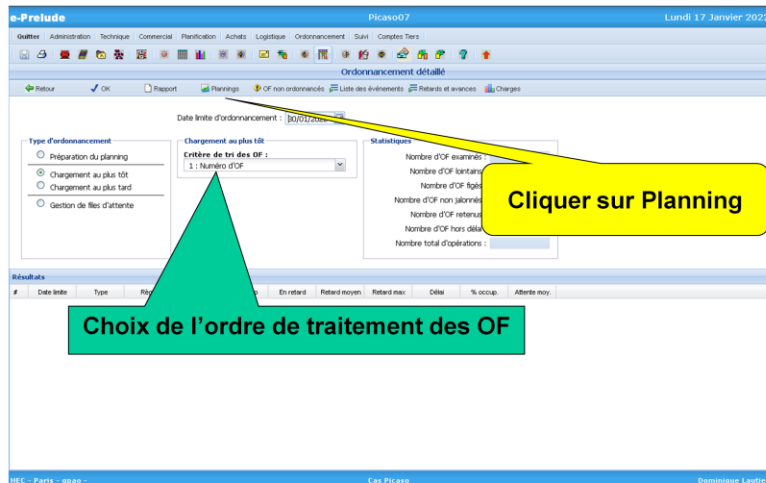 e-Prelude Picaso07 Lundi 17 Janvier 2022
Quitter Administration Technique Commercial Planification Achats Logistique Ordonnancement Suivi Comptes Tiers
Ordonnancement détaillé
Retour OK Rapport Plannings OF non ordonnancés Liste des événements Retards et avances Charges
Date limite d'ordonnancement :
Type d'ordonnancement Chargement au plus tôt Statistiques
Préparation du planning Critère de tri des OF : Nombre d'OF examinés :
1 : Numéro d'OF
Chargement au plus tôt Nombre d'OF lointains
Chargement au plus tard Nombre d'OF figés
Gestion de files d'attente Nombre d'OF non jalonnés
Nombre d'OF retenus
Nombre d'OF hors délai
Nombre total d'opérations :
Cliquer sur Planning
Résultats
# Date limite Type En retard Retard moyen Retard max Délai % occup. Attente moy.
Choix de l'ordre de traitement des OF
HEC - Paris - gpao - Cas Picaso Dominique Lautier